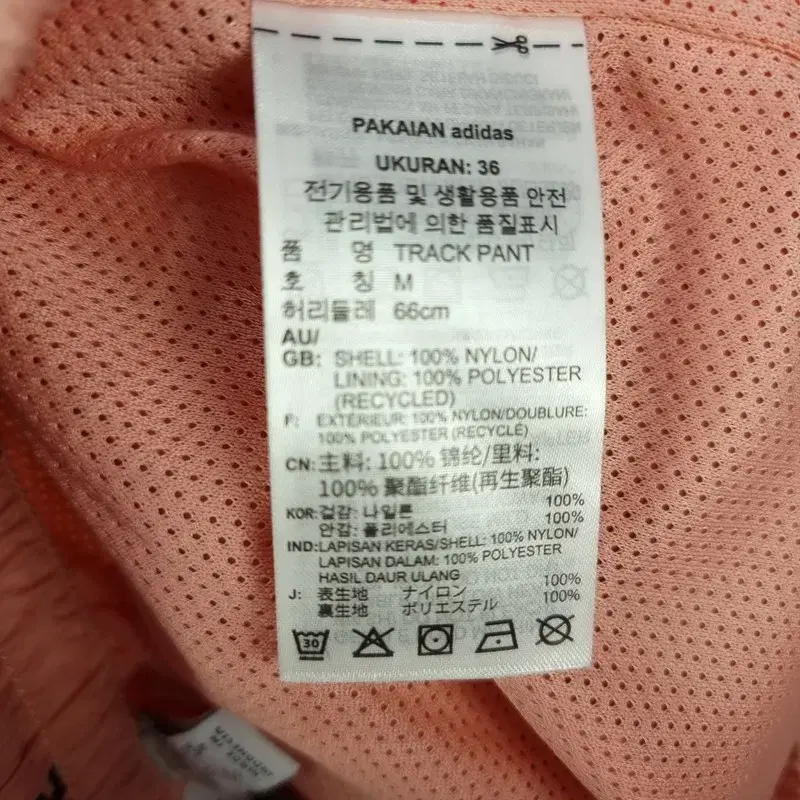 PAKAIAN adidas
UKURAN: 36
전기용품 및 생활용품 안전
관리법에 의한 품질표시
품 명 TRACK PANT
호 칭 M
허리둘레 66cm
AU/
GB: SHELL: 100% NYLON/
LINING: 100% POLYESTER
(RECYCLED)
F: EXTÉRIEUR: 100% NYLON/DOUBLURE:
100% POLYESTER (RECYCLÉ)
CN: 主料: 100% 锦纶/里料:
100% 聚酯纤维(再生聚酯)
KOR: 겉감: 나일론 100%
안감: 폴리에스터 100%
IND: LAPISAN KERAS/SHELL: 100% NYLON/
LAPISAN DALAM: 100% POLYESTER
HASIL DAUR ULANG
J: 表生地 ナイロン 100%
裏生地 ポリエステル 100%
30